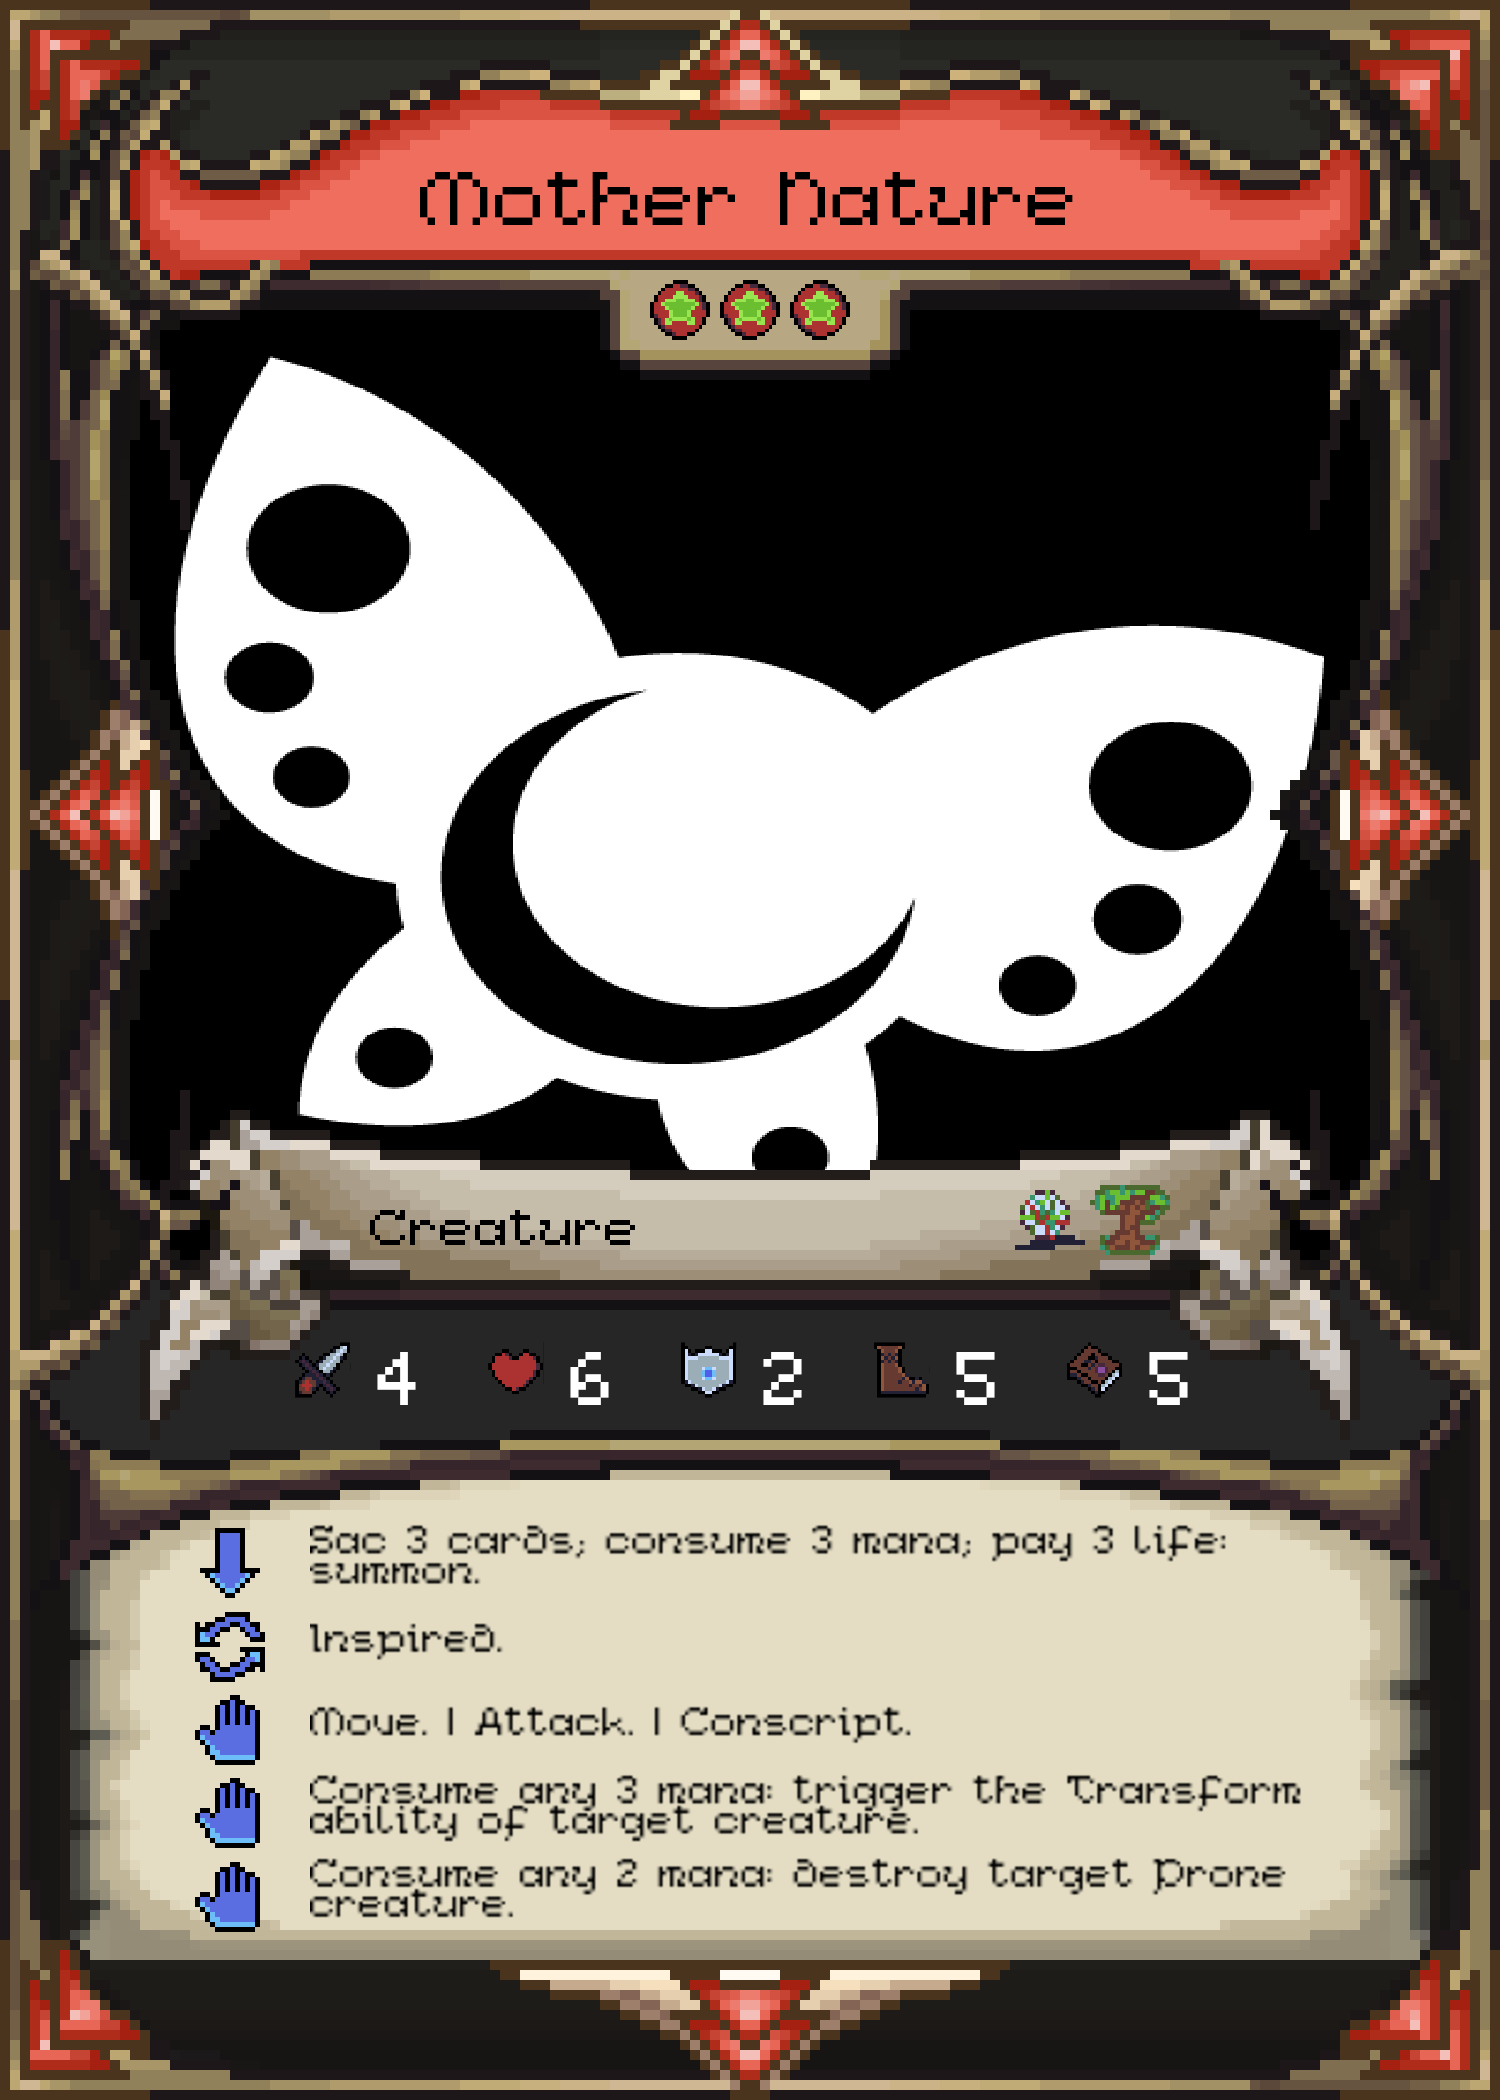 Mother Nature
Creature
4 6 2 5 5
Sac 3 cards; consume 3 mana; pay 3 life:
summon.
Inspired.
Move. | Attack. | Conscript.
Consume any 3 mana: trigger the Transform
ability of target creature.
Consume any 2 mana: destroy target Prone
creature.